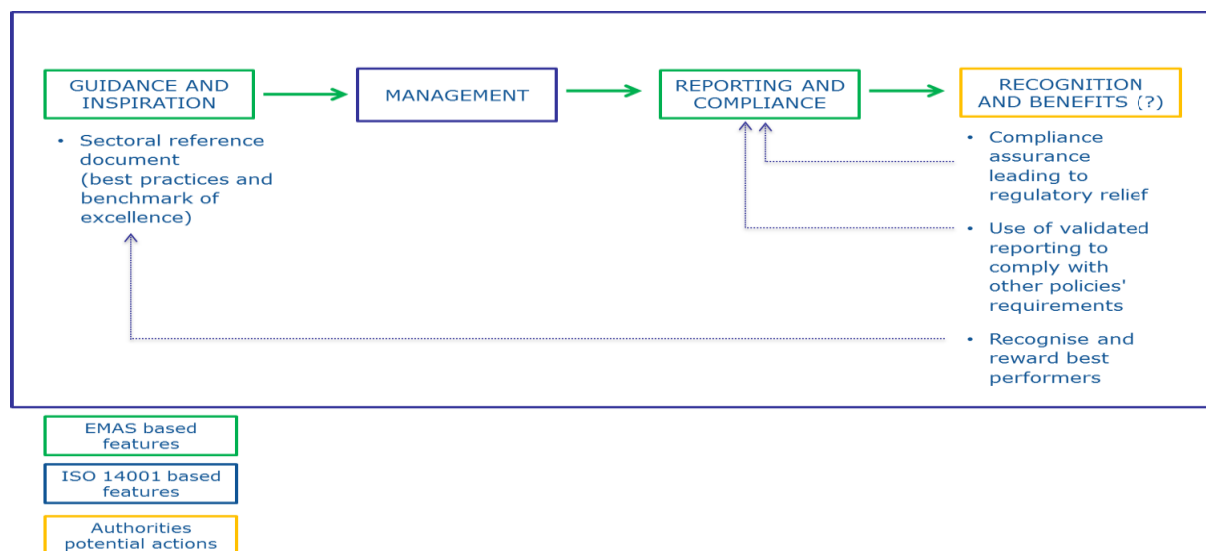 GUIDANCE AND
INSPIRATION
MANAGEMENT
REPORTING AND
COMPLIANCE
RECOGNITION
AND BENEFITS (?)
• Sectoral reference
document
(best practices and
benchmark of
excellence)
• Compliance
assurance
leading to
regulatory relief
• Use of validated
reporting to
comply with
other policies'
requirements
• Recognise and
reward best
performers
EMAS based
features
ISO 14001 based
features
Authorities
potential actions